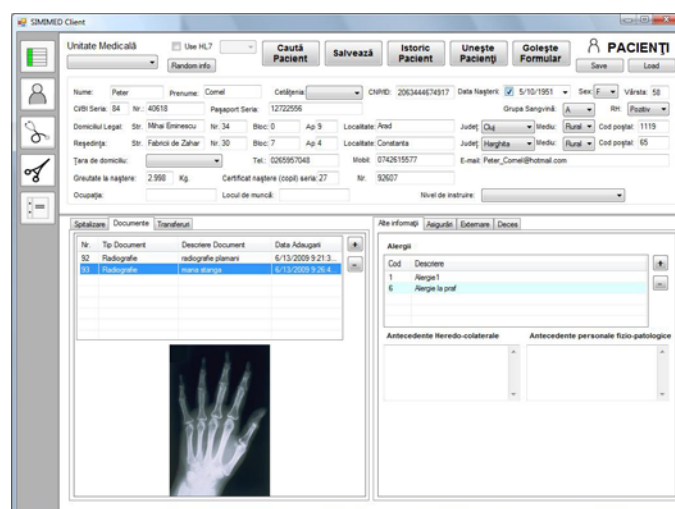 SIMIMED Client
Unitate Medicală
Use HL7
Random info
Caută Pacient
Salvează
Istoric Pacient
Unește Pacienți
Golește Formular
PACIENȚI
Save Load
Nume: Peter Prenume: Cornel Cetățenia: CNP/ID: 2063444674917 Data Nașterii: 5/10/1951 Sex: F Vârsta: 58
CI/BI Seria: 84 Nr.: 40618 Pașaport Seria: 12722556 Grupa Sangvină: A RH: Pozitiv
Domiciliul Legal: Str. Mihai Eminescu Nr. 34 Bloc: 0 Ap 9 Localitate: Arad Județ: Cluj Mediu: Rural Cod poștal: 1119
Reședința: Str. Fabricii de Zahar Nr. 30 Bloc: 7 Ap 4 Localitate: Constanta Județ: Harghita Mediu: Rural Cod poștal: 65
Țara de domiciliu: Tel.: 0265957048 Mobil: 0742615577 E-mail: Peter_Cornel@hotmail.com
Greutate la naștere: 2.998 Kg. Certificat naștere (copil) seria: 27 Nr. 92607
Ocupația: Locul de muncă: Nivel de instruire:
Spitalizare Documente Transferuri
Nr. Tip Document Descriere Document Data Adaugarii
92 Radiografie radiografie plamani 6/13/2009 9:21:3...
93 Radiografie mana stanga 6/13/2009 9:26:4...
+
-
Alte informații Asigurări Externare Deces
Alergii
Cod Descriere
1 Alergie1
6 Alergie la praf
+
-
Antecedente Heredo-colaterale Antecedente personale fizio-patologice